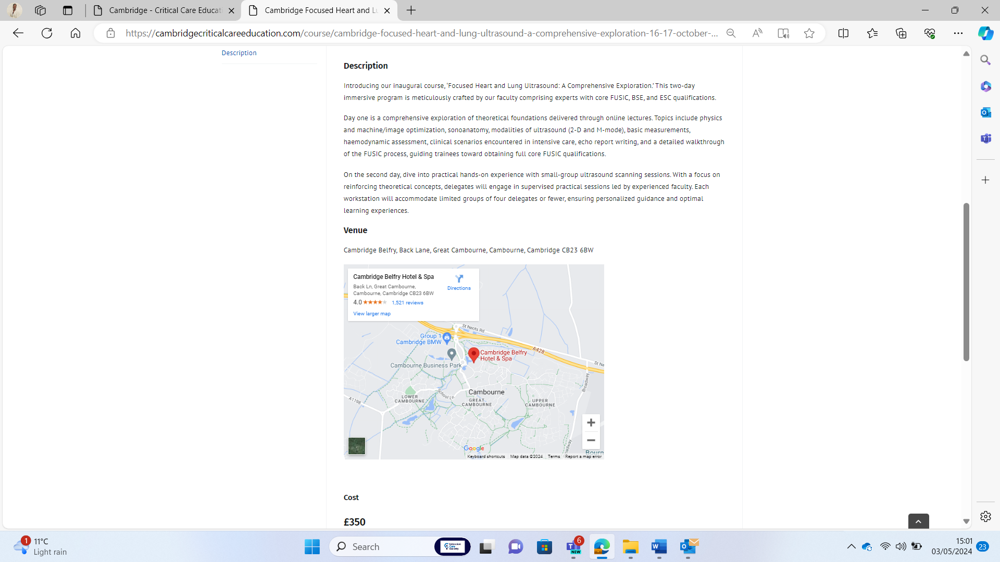 Cambridge - Critical Care Educati
Cambridge Focused Heart and Lu
https://cambridgecriticalcareeducation.com/course/cambridge-focused-heart-and-lung-ultrasound-a-comprehensive-exploration-16-17-october-...
Description
Description
Introducing our inaugural course, ‘Focused Heart and Lung Ultrasound: A Comprehensive Exploration.’ This two-day
immersive program is meticulously crafted by our faculty comprising experts with core FUSIC, BSE, and ESC qualifications.
Day one is a comprehensive exploration of theoretical foundations delivered through online lectures. Topics include physics
and machine/image optimization, sonoanatomy, modalities of ultrasound (2-D and M-mode), basic measurements,
haemodynamic assessment, clinical scenarios encountered in intensive care, echo report writing, and a detailed walkthrough
of the FUSIC process, guiding trainees toward obtaining full core FUSIC qualifications.
On the second day, dive into practical hands-on experience with small-group ultrasound scanning sessions. With a focus on
reinforcing theoretical concepts, delegates will engage in supervised practical sessions led by experienced faculty. Each
workstation will accommodate limited groups of four delegates or fewer, ensuring personalized guidance and optimal
learning experiences.
Venue
Cambridge Belfry, Back Lane, Great Cambourne, Cambourne, Cambridge CB23 6BW
Cambridge Belfry Hotel & Spa
Back Ln, Great Cambourne,
Cambourne, Cambridge CB23 6BW
Directions
4.0
1,521 reviews
View larger map
St Neots Rd
Group 1
Cambridge BMW
Cambridge Belfry
Hotel & Spa
A428
St Ne
Cambourne Business Park
Broadway
Cambourne
School Ln
LOWER
CAMBOURNE
GREAT
CAMBOURNE
UPPER
CAMBOURNE
A1198
adway
Bourn
Google
Keyboard shortcuts
Map data ©2024
Terms
Report a map error
Cost
£350
1
11°C
Light rain
Search
Intensive
Care
Society
6
NEW
15:01
03/05/2024
23